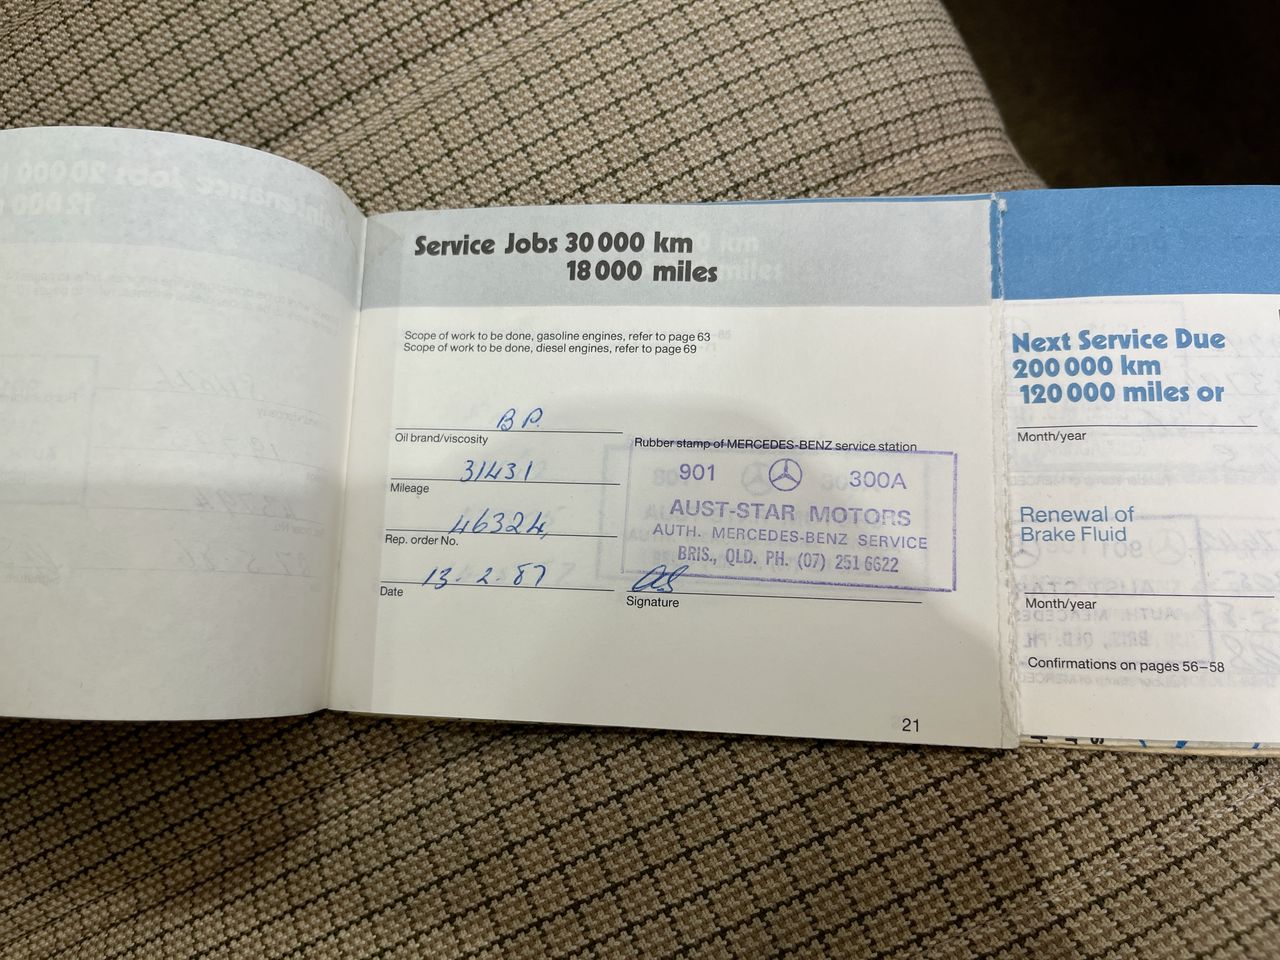 Service Jobs 30 000 km
18 000 miles
Scope of work to be done, gasoline engines, refer to page 63
Scope of work to be done, diesel engines, refer to page 69
BP.
Oil brand/viscosity
31431
Mileage
46324
Rep. order No.
13. 2. 87
Date
Rubber stamp of MERCEDES-BENZ service station
901 300A
AUST-STAR MOTORS
AUTH. MERCEDES-BENZ SERVICE
BRIS., QLD. PH. (07) 251 6622
Signature
21
Next Service Due
200 000 km
120 000 miles or
Month/year
Renewal of
Brake Fluid
Month/year
Confirmations on pages 56–58